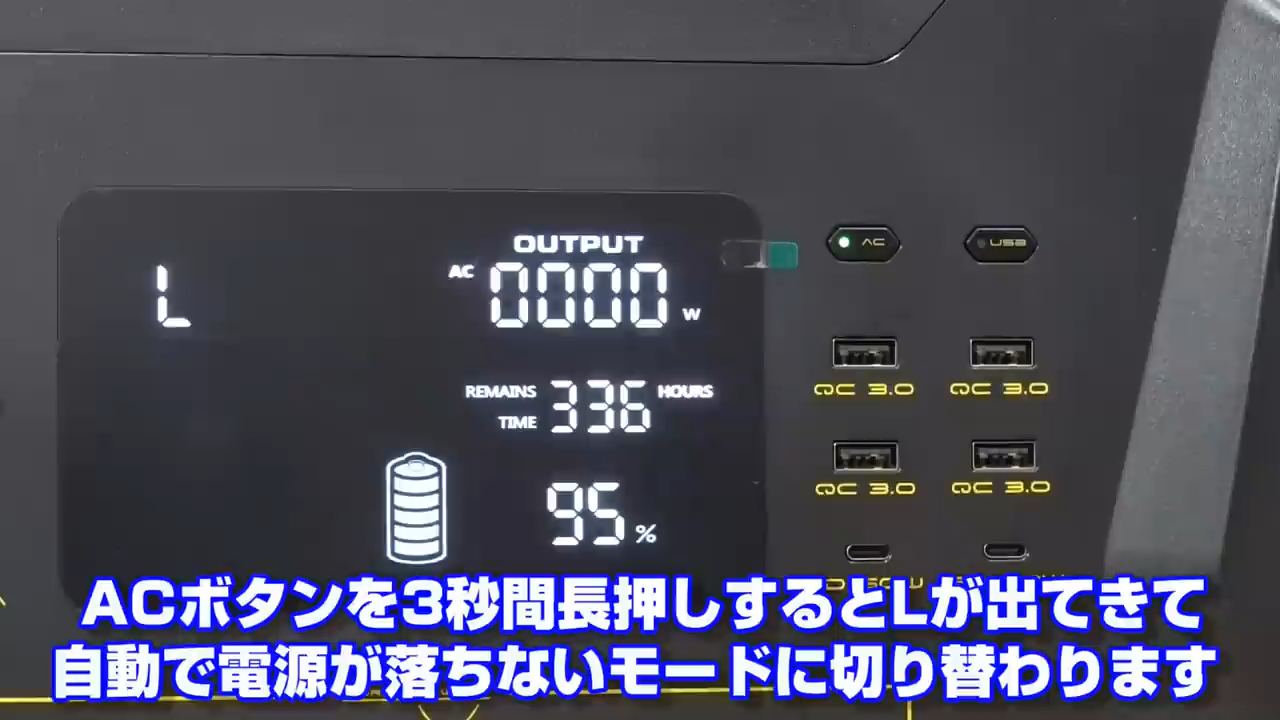 OUTPUT
L
AC 0000 W
AC
USB
REMAINS TIME 336 HOURS
QC 3.0
QC 3.0
95 %
QC 3.0
QC 3.0
ACボタンを3秒間長押しするとLが出てきて
自動で電源が落ちないモードに切り替わります